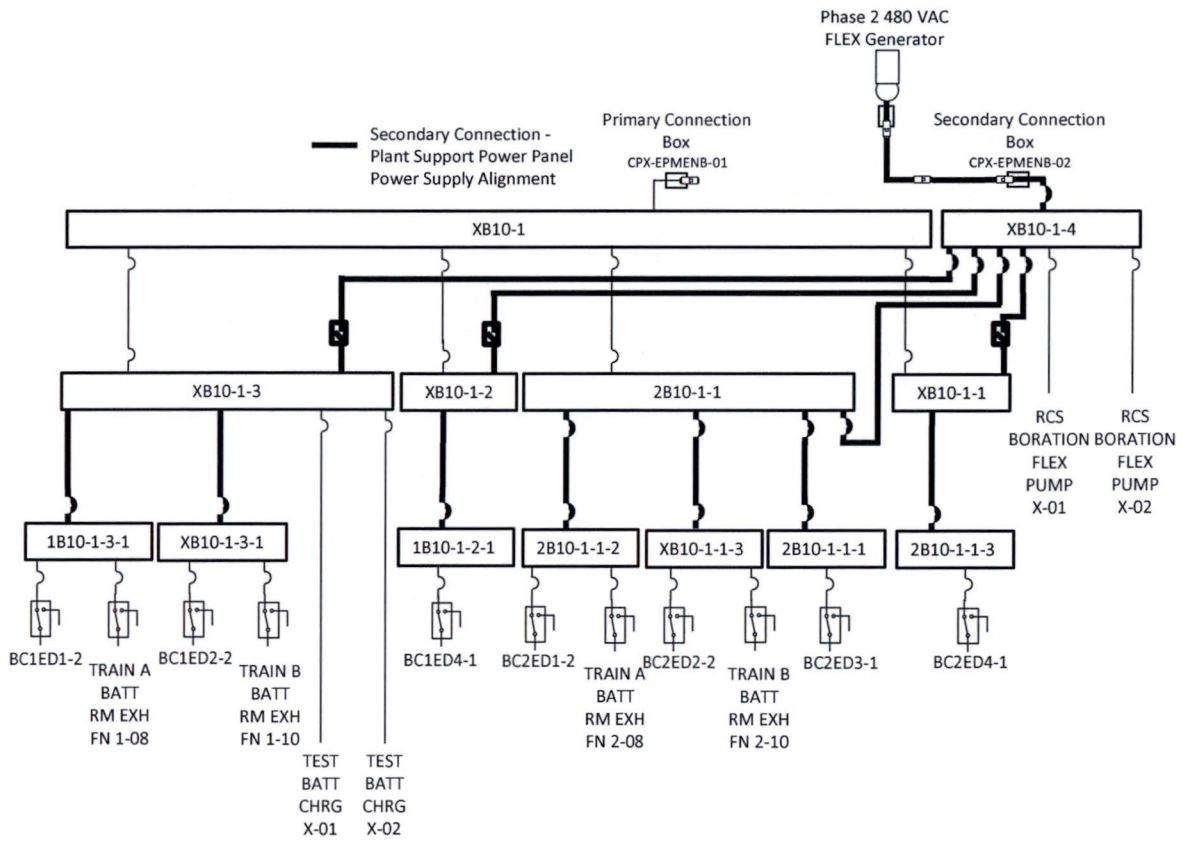 Phase 2 480 VAC
FLEX Generator
Secondary Connection -
Plant Support Power Panel
Power Supply Alignment
Primary Connection
Box
CPX-EPMENB-01
Secondary Connection
Box
CPX-EPMENB-02
XB10-1
XB10-1-4
XB10-1-3
XB10-1-2
2B10-1-1
XB10-1-1
RCS
BORATION
FLEX
PUMP
X-01
RCS
BORATION
FLEX
PUMP
X-02
1B10-1-3-1
XB10-1-3-1
1B10-1-2-1
2B10-1-1-2
XB10-1-1-3
2B10-1-1-1
2B10-1-1-3
BC1ED1-2
TRAIN A
BATT
RM EXH
FN 1-08
BC1ED2-2
TRAIN B
BATT
RM EXH
FN 1-10
TEST
BATT
CHRG
X-01
TEST
BATT
CHRG
X-02
BC1ED4-1
BC2ED1-2
TRAIN A
BATT
RM EXH
FN 2-08
BC2ED2-2
TRAIN B
BATT
RM EXH
FN 2-10
BC2ED3-1
BC2ED4-1